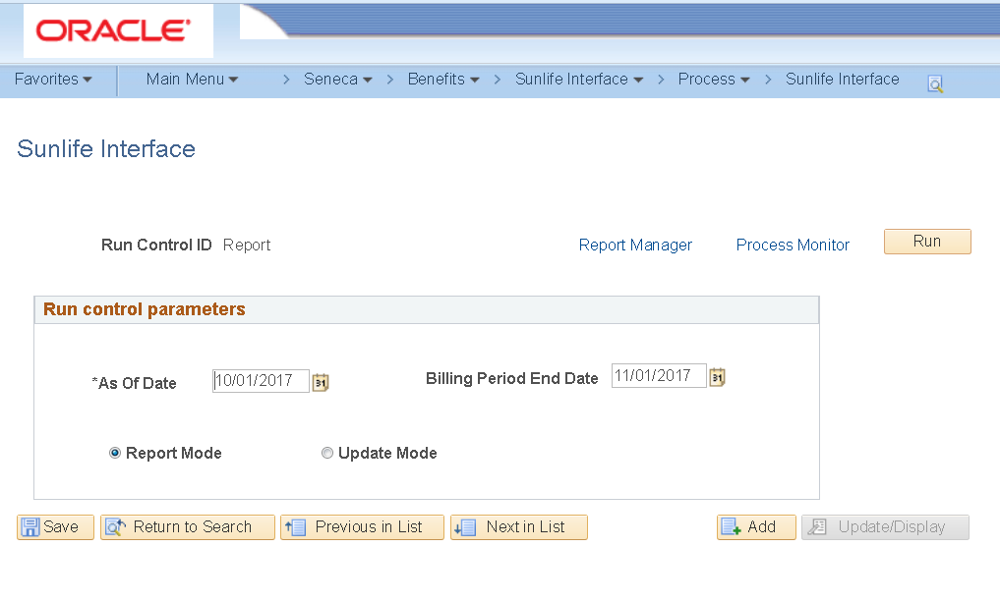 ORACLE®
Favorites Main Menu > Seneca > Benefits > Sunlife Interface > Process > Sunlife Interface
Sunlife Interface
Run Control ID Report Report Manager Process Monitor Run
Run control parameters
*As Of Date 10/01/2017 31 Billing Period End Date 11/01/2017 31
Report Mode Update Mode
Save Return to Search Previous in List Next in List Add Update/Display